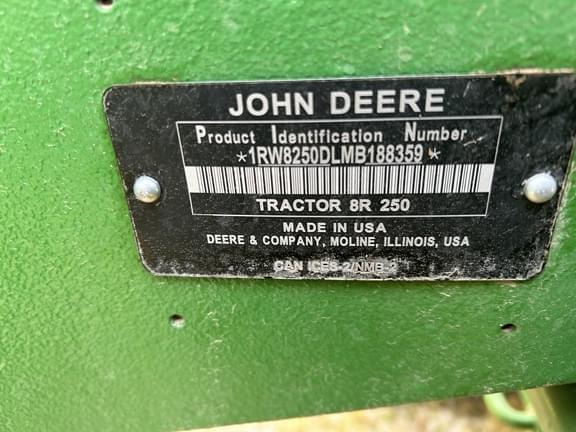 JOHN DEERE
Product Identification Number
*1RW8250DLMB188359*
TRACTOR 8R 250
MADE IN USA
DEERE & COMPANY, MOLINE, ILLINOIS, USA
CAN ICES-2/NMB-2